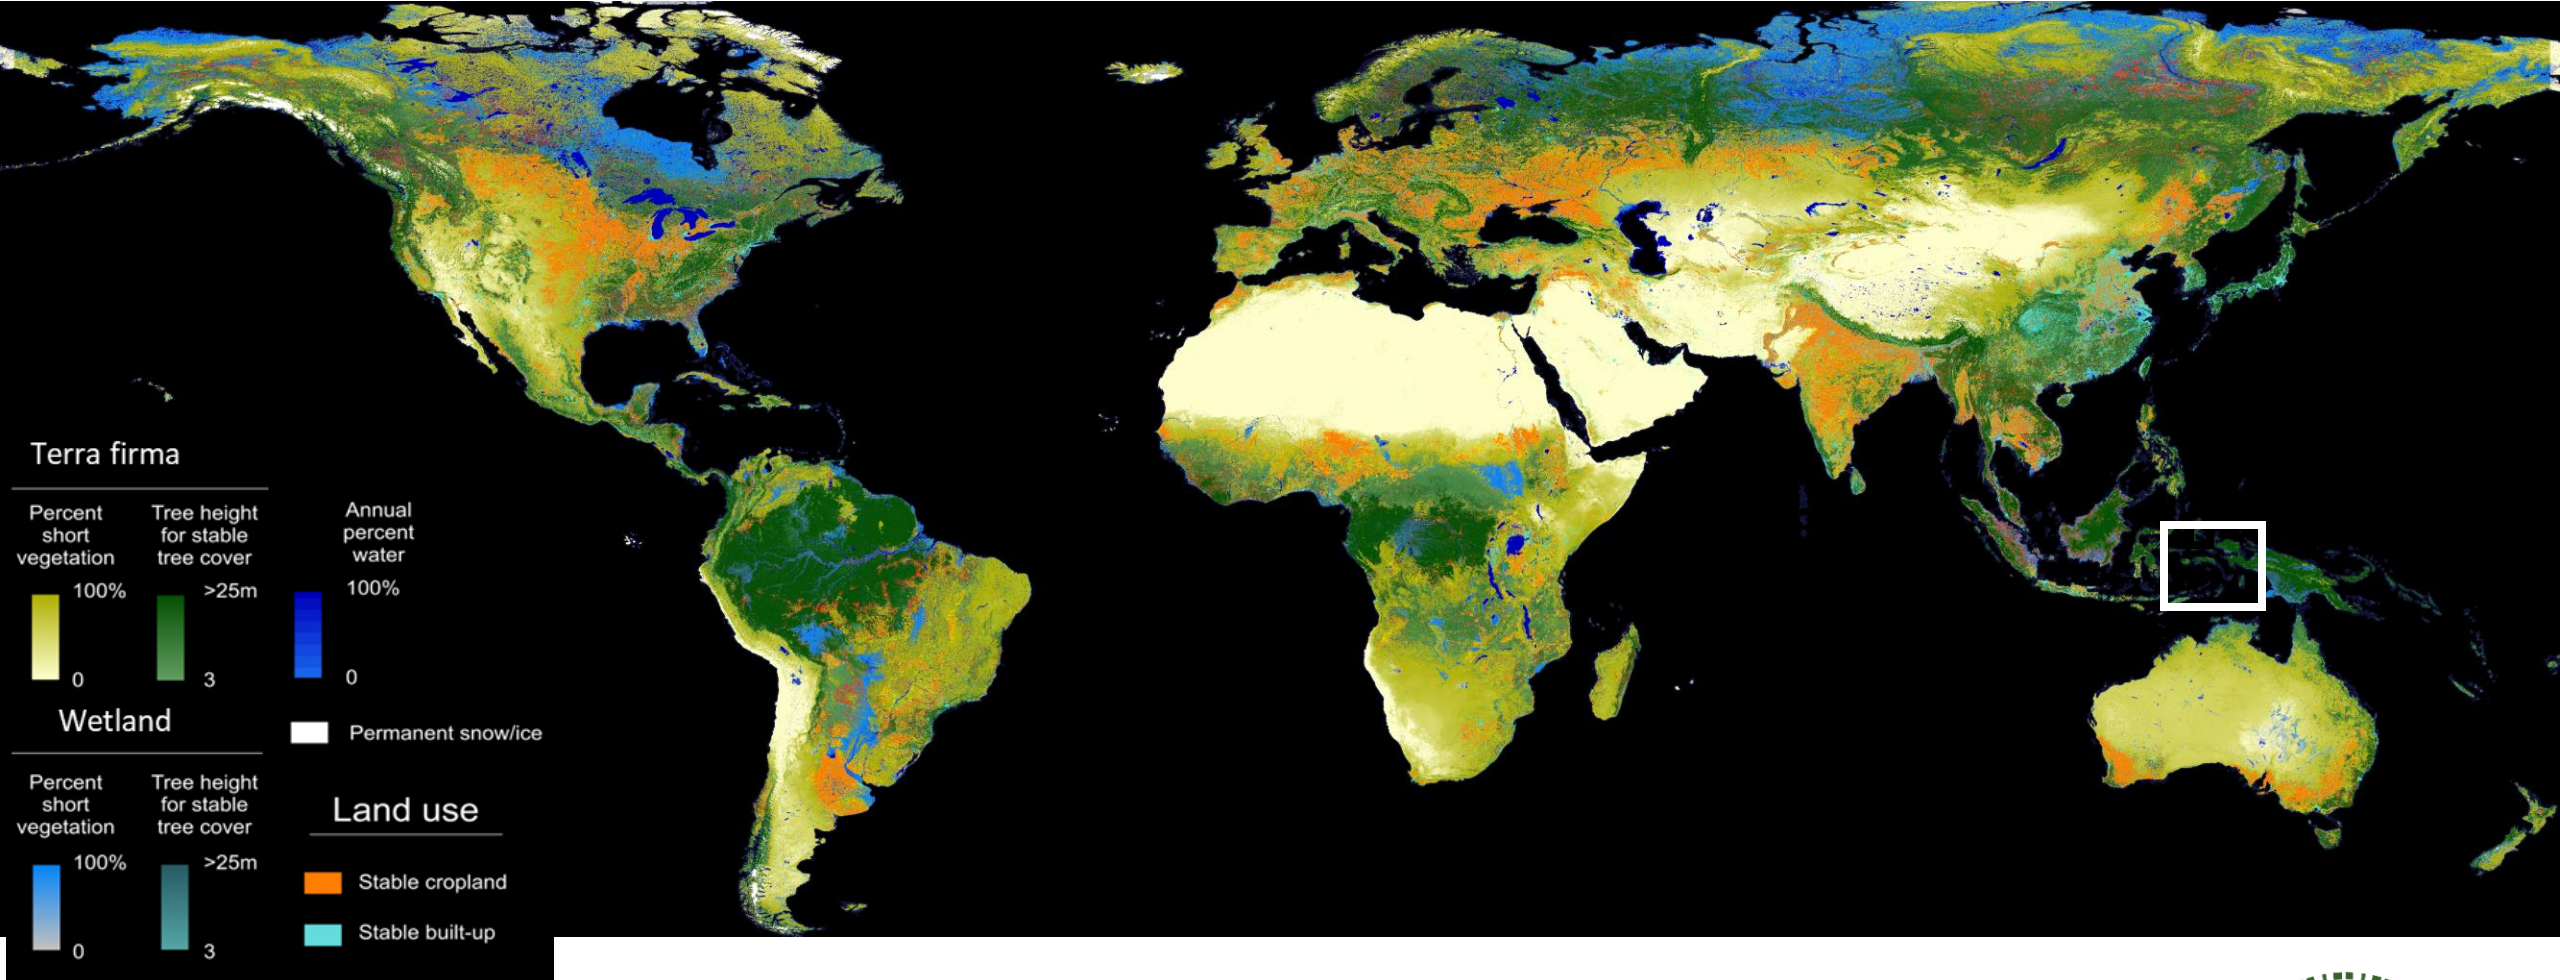 Terra firma
Percent
short
vegetation
100%
0
Tree height
for stable
tree cover
>25m
3
Annual
percent
water
100%
0
Wetland
Percent
short
vegetation
100%
0
Tree height
for stable
tree cover
>25m
3
Permanent snow/ice
Land use
Stable cropland
Stable built-up